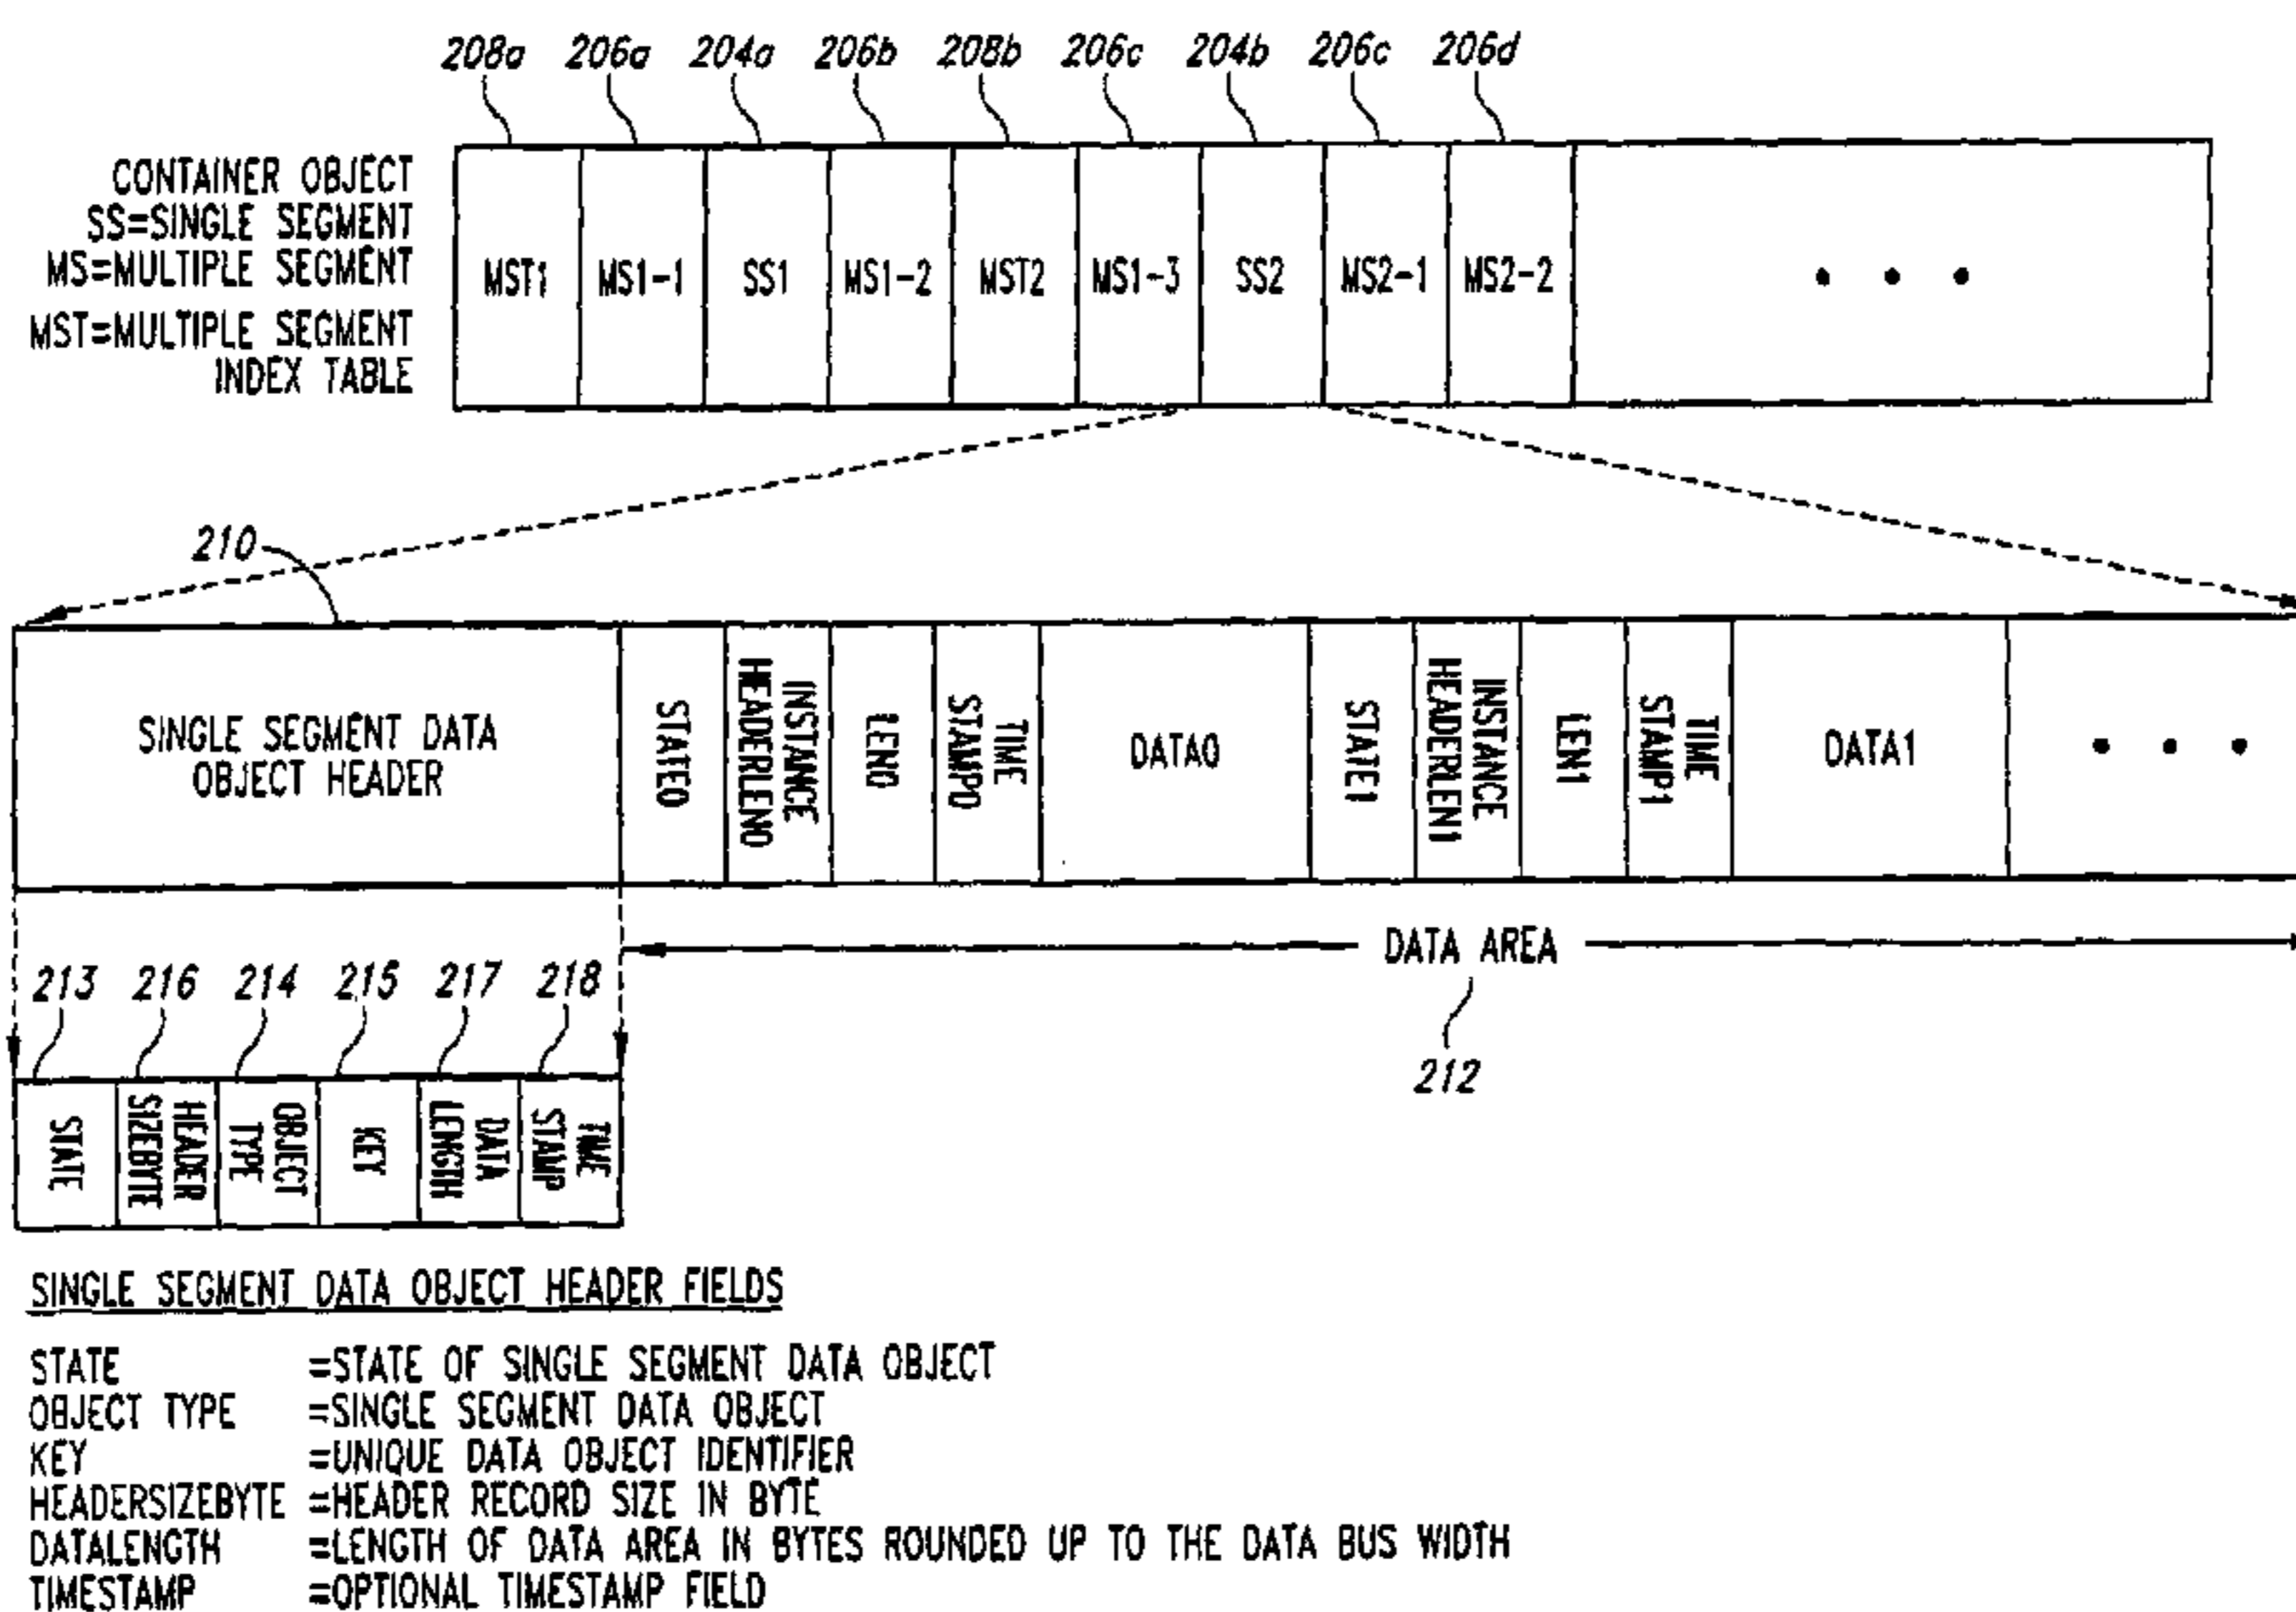 208a 206a 204a 206b 208b 206c 204b 206c 206d
CONTAINER OBJECT
SS=SINGLE SEGMENT
MS=MULTIPLE SEGMENT
MST=MULTIPLE SEGMENT
INDEX TABLE
MST1 MS1-1 SS1 MS1-2 MST2 MS1-3 SS2 MS2-1 MS2-2 • • •
210
SINGLE SEGMENT DATA
OBJECT HEADER
STATE0
INSTANCE
HEADERLEN0
LEN0
TIME
STAMP0
DATA0
STATE1
INSTANCE
HEADERLEN1
LEN1
TIME
STAMP1
DATA1
• • •
DATA AREA
212
213 216 214 215 217 218
STATE
HEADER
SIZEBYTE
OBJECT
TYPE
KEY
DATA
LENGTH
TIME
STAMP
SINGLE SEGMENT DATA OBJECT HEADER FIELDS
STATE =STATE OF SINGLE SEGMENT DATA OBJECT
OBJECT TYPE =SINGLE SEGMENT DATA OBJECT
KEY =UNIQUE DATA OBJECT IDENTIFIER
HEADERSIZEBYTE =HEADER RECORD SIZE IN BYTE
DATALENGTH =LENGTH OF DATA AREA IN BYTES ROUNDED UP TO THE DATA BUS WIDTH
TIMESTAMP =OPTIONAL TIMESTAMP FIELD